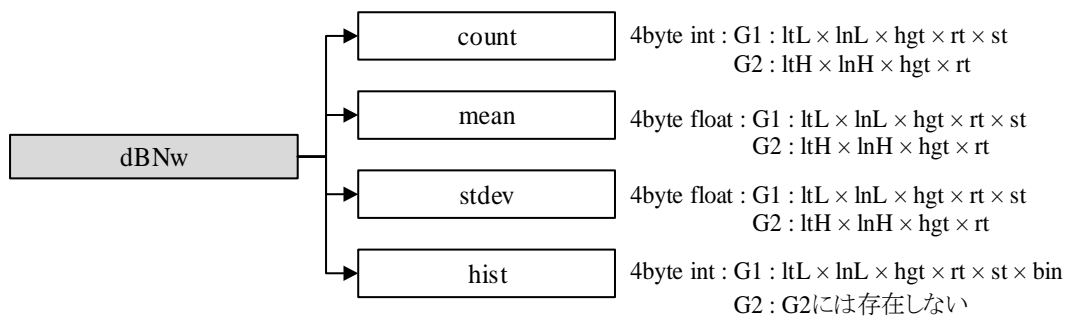 count
4byte int : G1 : ltL × lnL × hgt × rt × st
G2 : ltH × lnH × hgt × rt
mean
4byte float : G1 : ltL × lnL × hgt × rt × st
G2 : ltH × lnH × hgt × rt
dBNw
stdev
4byte float : G1 : ltL × lnL × hgt × rt × st
G2 : ltH × lnH × hgt × rt
hist
4byte int : G1 : ltL × lnL × hgt × rt × st × bin
G2 : G2には存在しない